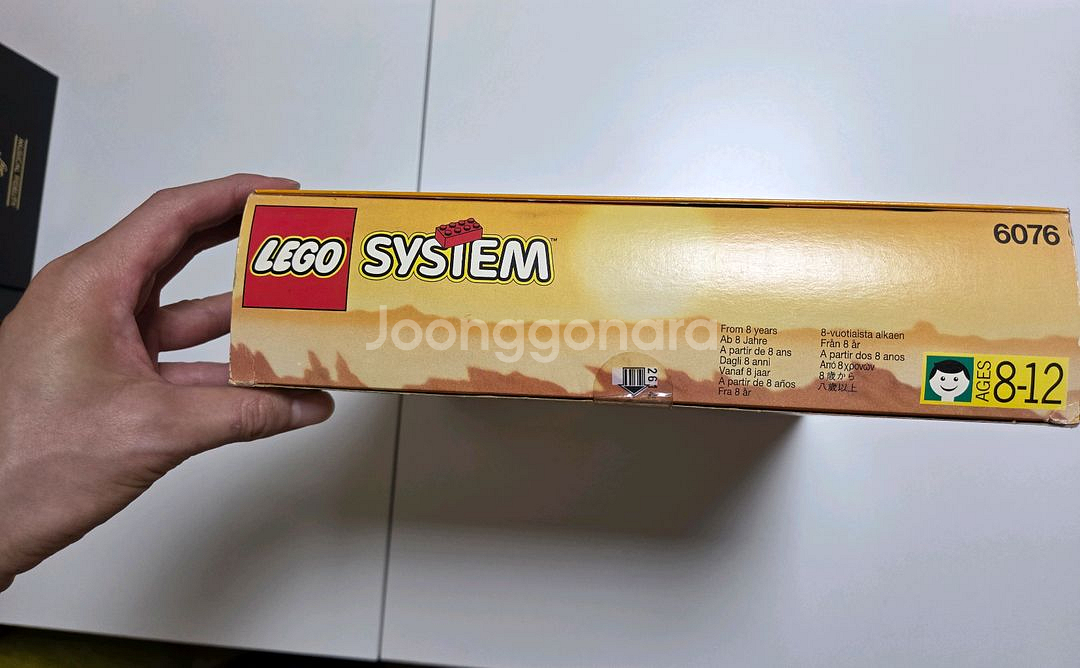 LEGO SYSTEM™
6076
Joonggonara
From 8 years
Ab 8 Jahre
A partir de 8 ans
Dagli 8 anni
Vanaf 8 jaar
A partir de 8 años
Fra 8 år
8-vuotiaista alkaen
Från 8 år
A partir dos 8 anos
Από 8 χρονών
8歳から
八歲以上
261
AGES 8-12